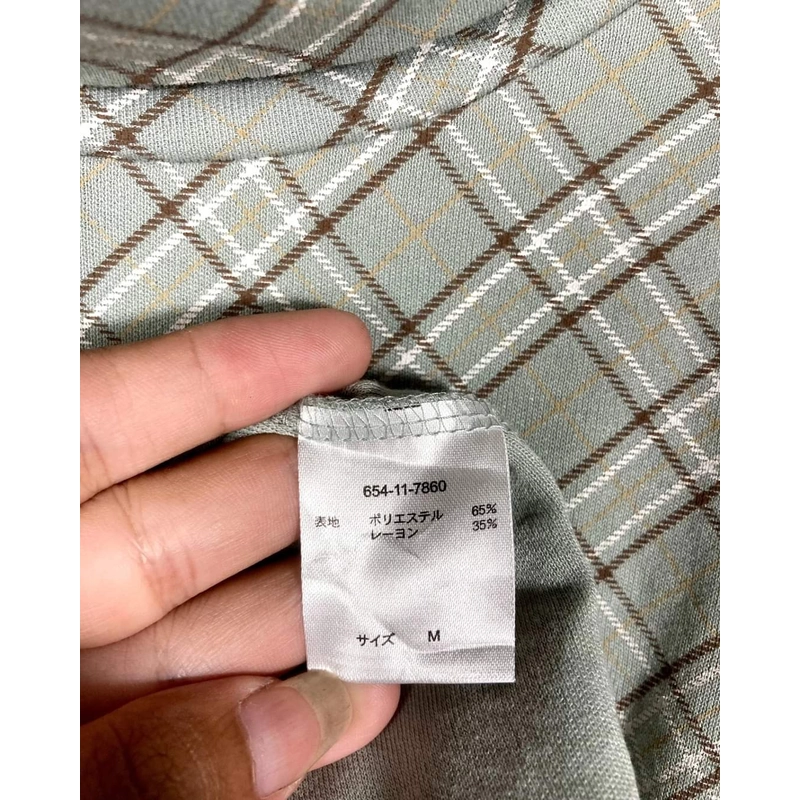 654-11-7860
表地 ポリエステル 65%
レーヨン 35%
サイズ M